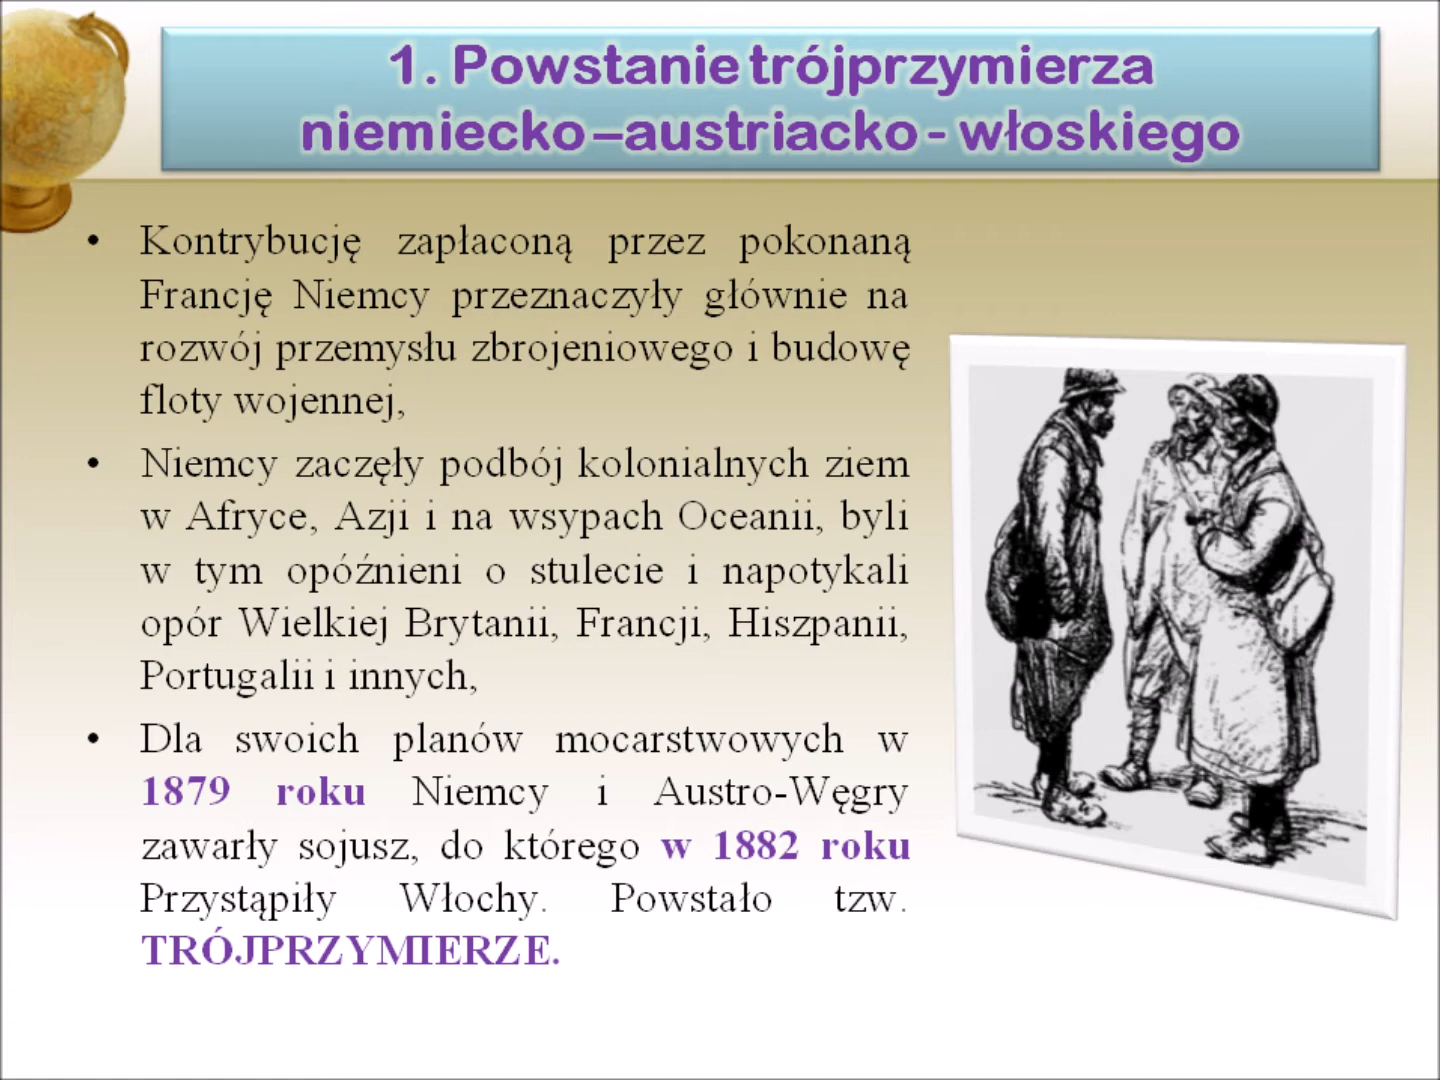 1. Powstanie trójprzymierza
niemiecko –austriacko - włoskiego
• Kontrybucję zapłaconą przez pokonaną
Francję Niemcy przeznaczyły głównie na
rozwój przemysłu zbrojeniowego i budowę
floty wojennej,
• Niemcy zaczęły podbój kolonialnych ziem
w Afryce, Azji i na wsypach Oceanii, byli
w tym opóźnieni o stulecie i napotykali
opór Wielkiej Brytanii, Francji, Hiszpanii,
Portugalii i innych,
• Dla swoich planów mocarstwowych w
1879 roku Niemcy i Austro-Węgry
zawarły sojusz, do którego w 1882 roku
Przystąpiły Włochy. Powstało tzw.
TRÓJPRZYMIERZE.